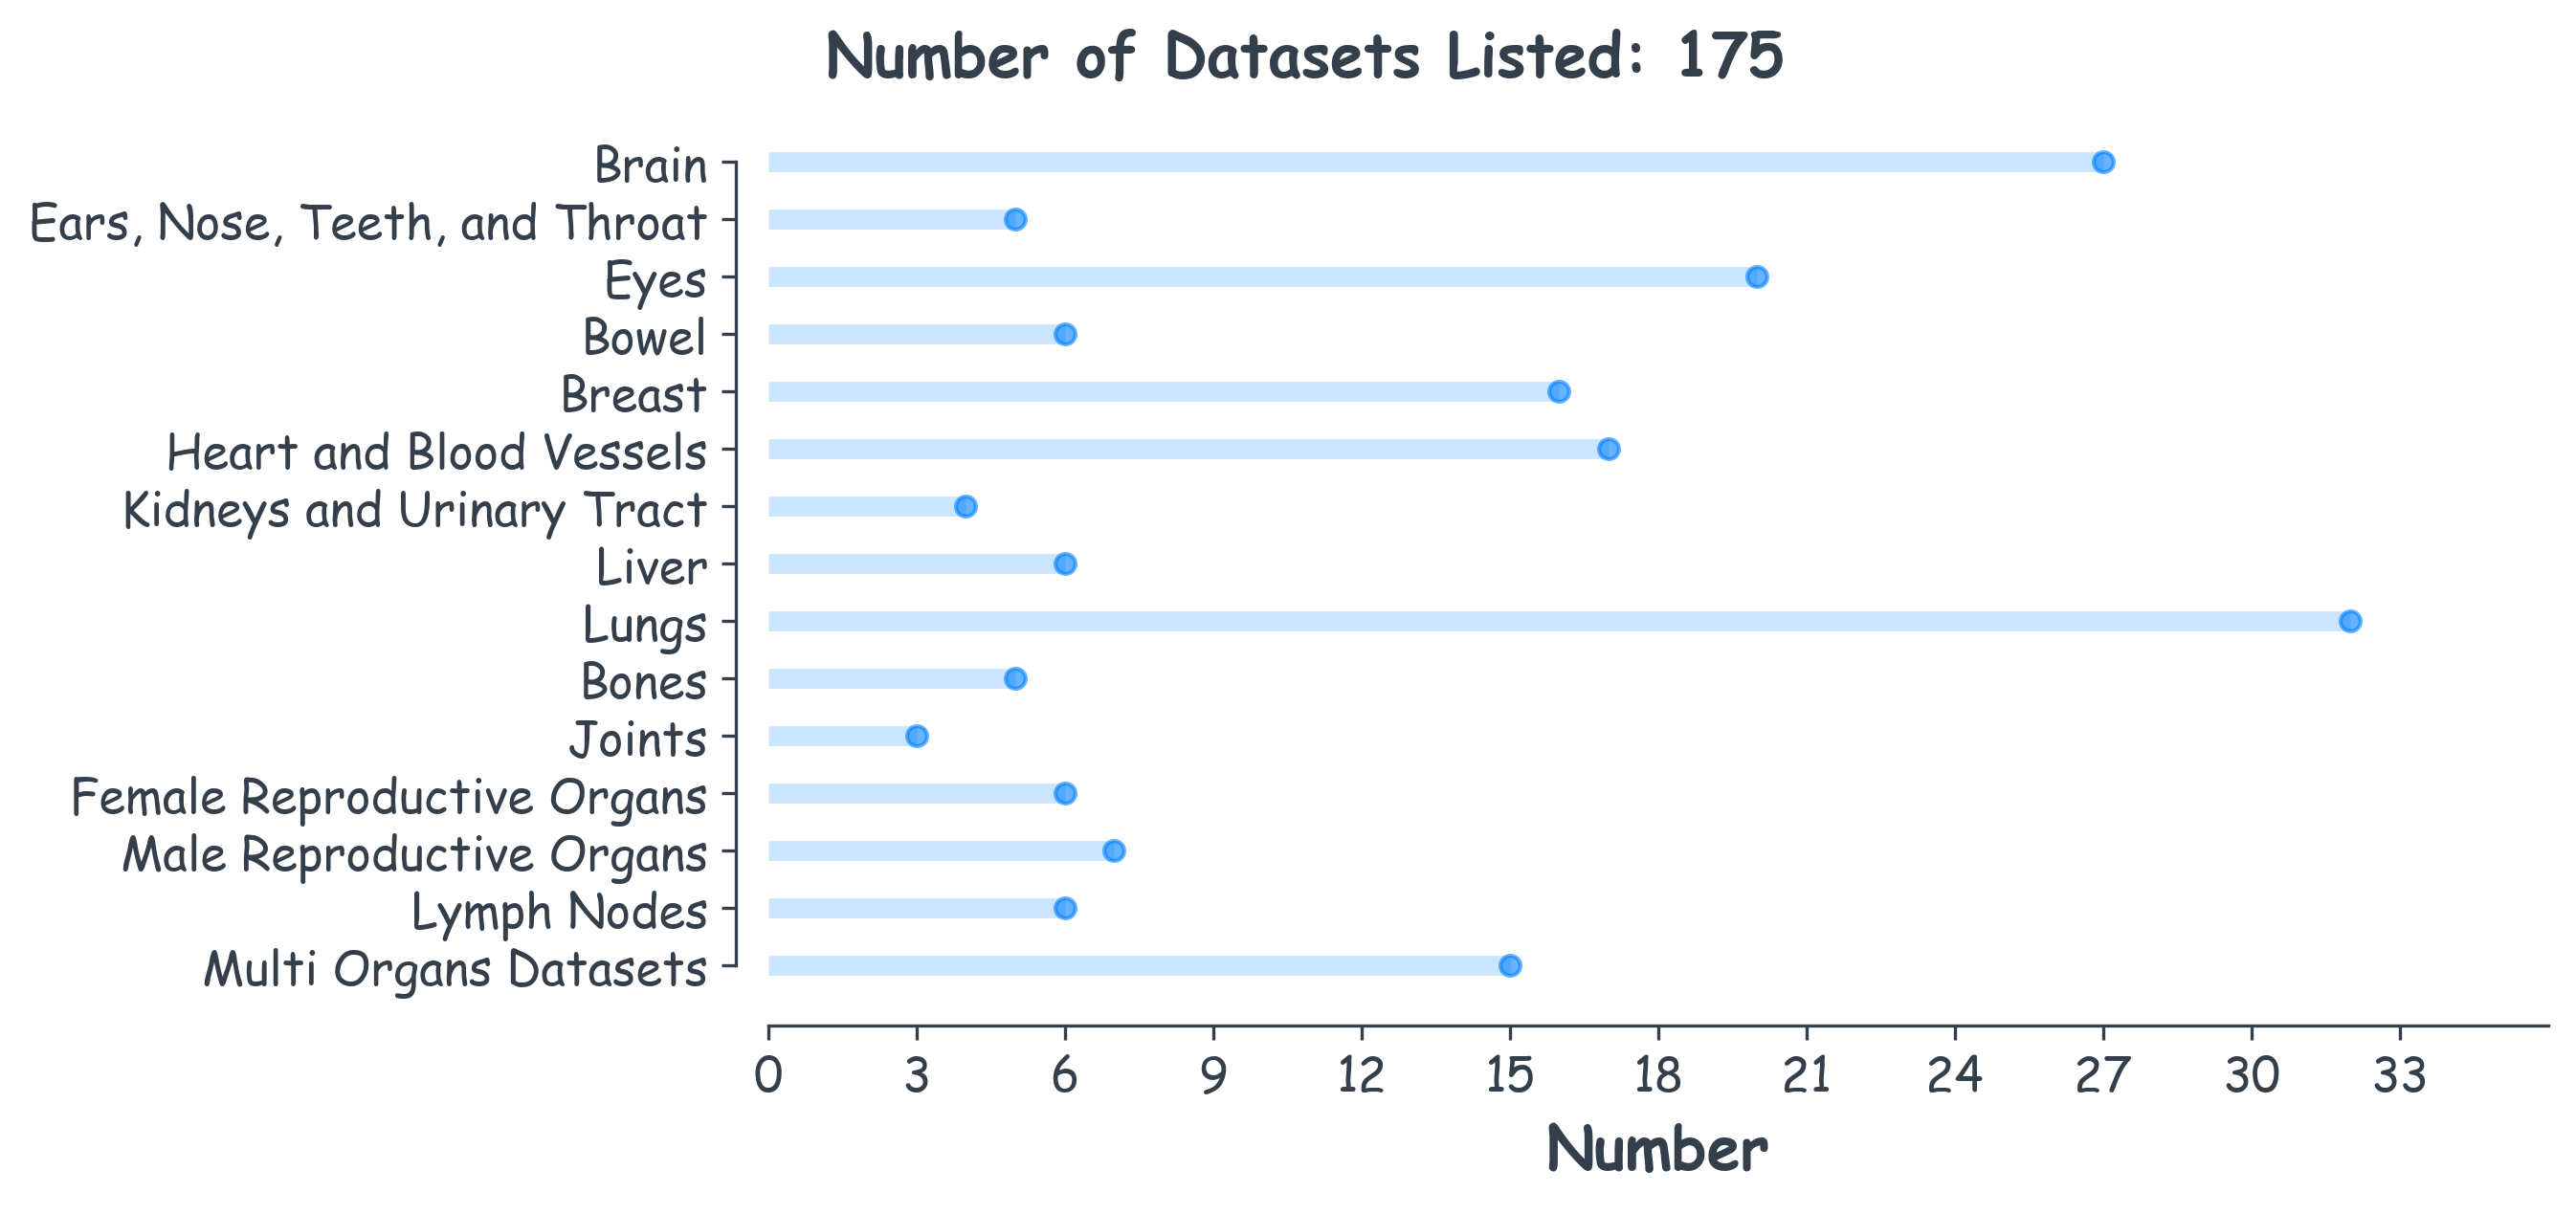 Number of Datasets Listed: 175
Brain
Ears, Nose, Teeth, and Throat
Eyes
Bowel
Breast
Heart and Blood Vessels
Kidneys and Urinary Tract
Liver
Lungs
Bones
Joints
Female Reproductive Organs
Male Reproductive Organs
Lymph Nodes
Multi Organs Datasets
0 3 6 9 12 15 18 21 24 27 30 33
Number